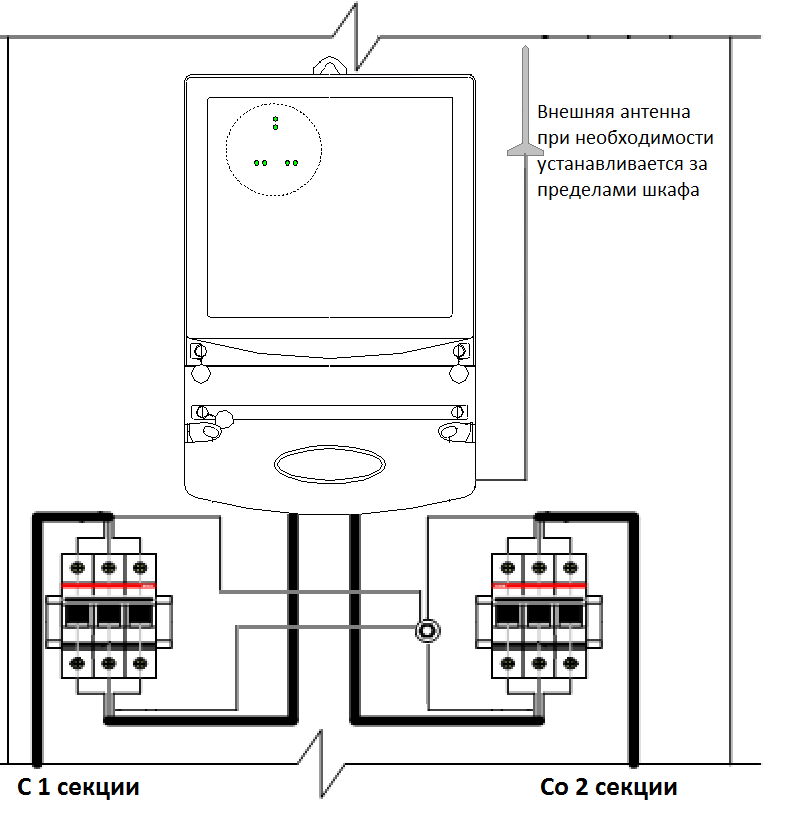 Внешняя антенна
при необходимости
устанавливается за
пределами шкафа
С 1 секции
Со 2 секции